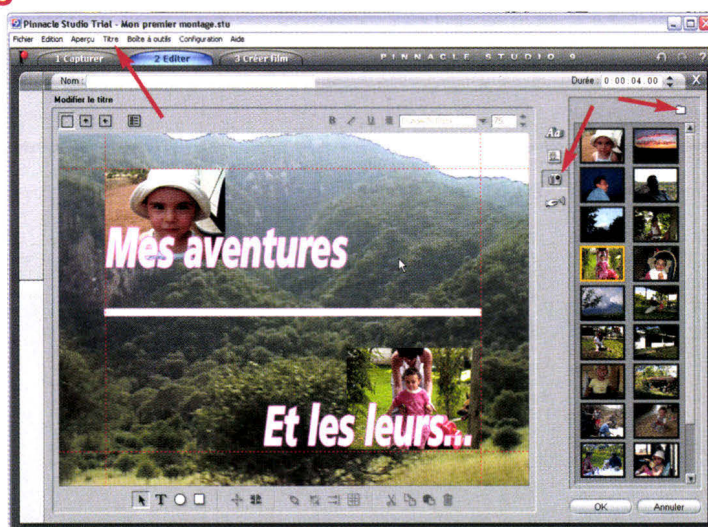 Pinnacle Studio Trial - Mon premier montage.stu
Fichier Edition Aperçu Titre Boîte à outils Configuration Aide
1 Capturer 2 Editer 3 Créer film PINNACLE STUDIO 9 ?
Nom : Durée : 0:00:04.00 X
Modifier le titre
B I U 76
Aa
Mes aventures
Et les leurs...
T
OK Annuler